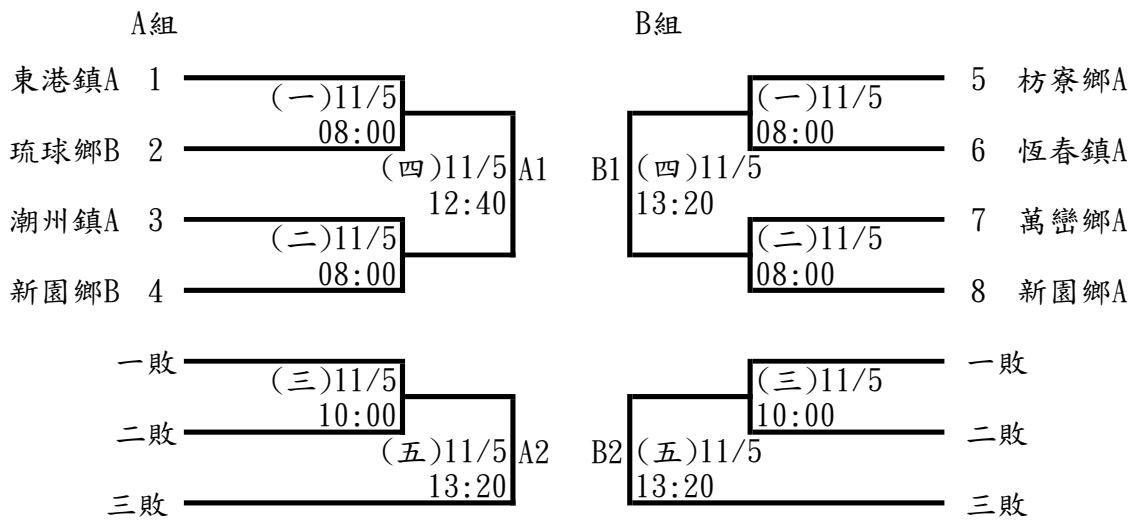 A組 B組
東港鎮A 1 5 枋寮鄉A
(一)11/5 (一)11/5
08:00 08:00
琉球鄉B 2 6 恆春鎮A
(四)11/5 A1 B1 (四)11/5
12:40 13:20
潮州鎮A 3 7 萬巒鄉A
(二)11/5 (二)11/5
08:00 08:00
新園鄉B 4 8 新園鄉A
一敗 一敗
(三)11/5 (三)11/5
10:00 10:00
二敗 二敗
(五)11/5 A2 B2 (五)11/5
13:20 13:20
三敗 三敗